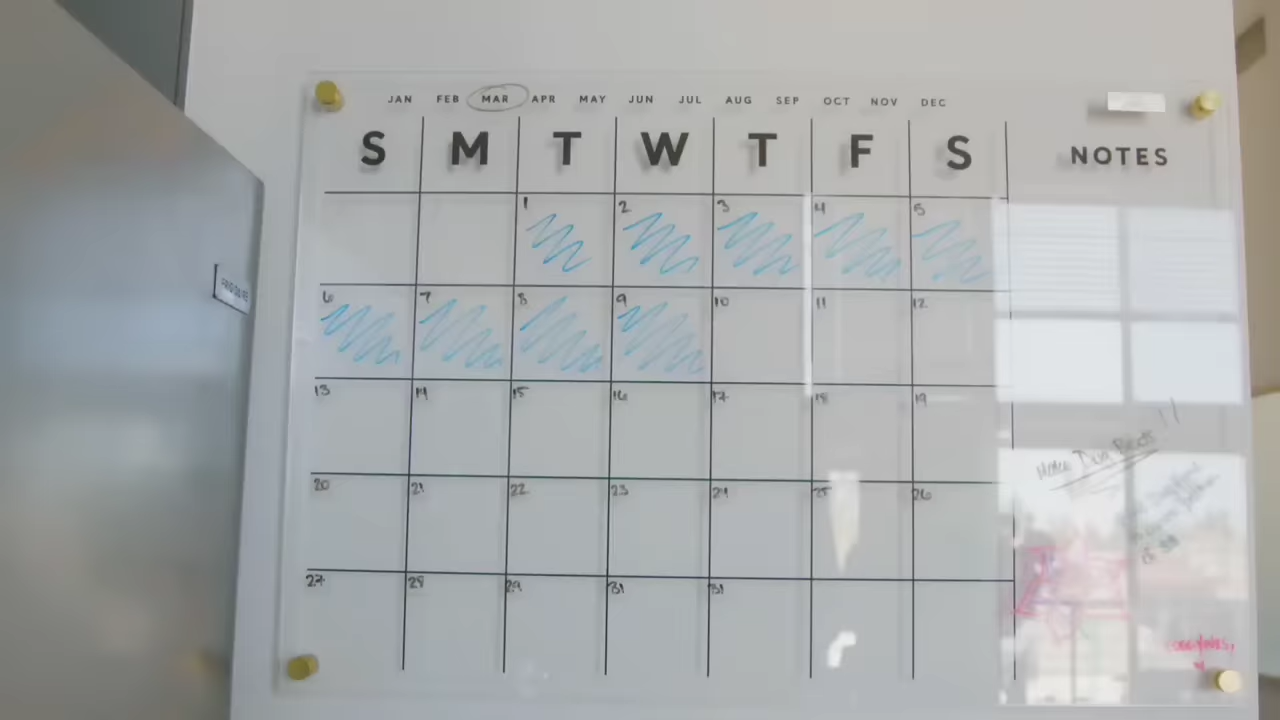 JAN FEB MAR APR MAY JUN JUL AUG SEP OCT NOV DEC
S M T W T F S NOTES
1 2 3 4 5
6 7 8 9 10 11 12
13 14 15 16 17 18 19
20 21 22 23 24 25 26
27 28 29 31 31